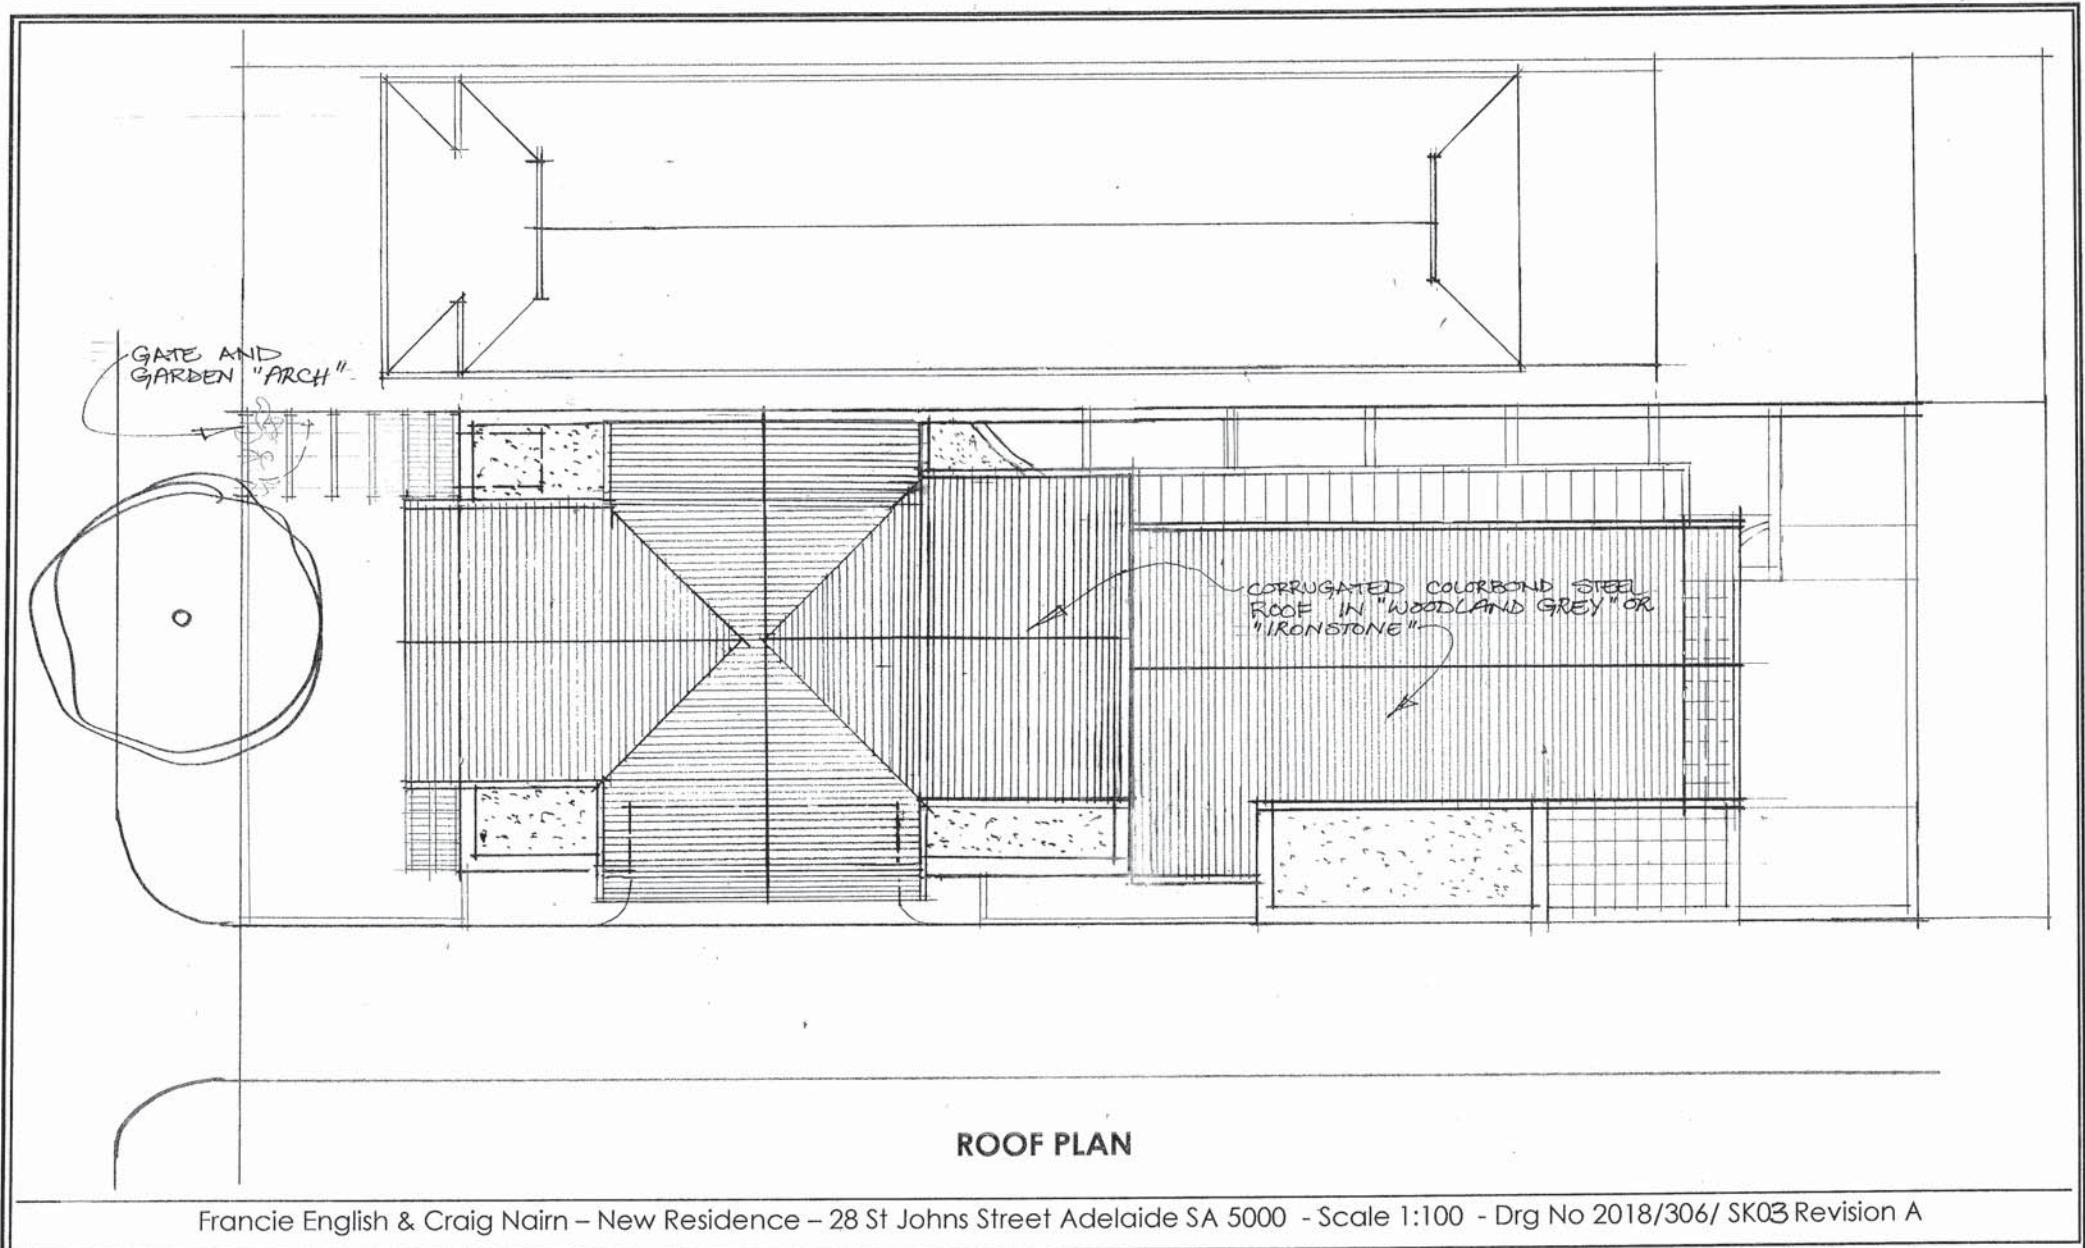 GATE AND
GARDEN "ARCH"
CORRUGATED COLORBOND STEEL
ROOF IN "WOODLAND GREY" OR
"IRONSTONE"
ROOF PLAN
Francie English & Craig Nairn – New Residence – 28 St Johns Street Adelaide SA 5000 - Scale 1:100 - Drg No 2018/306/ SK03 Revision A